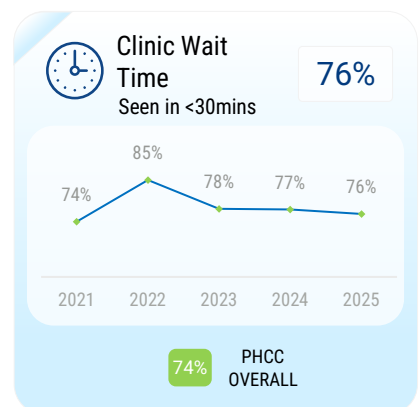 Clinic Wait
Time
Seen in <30mins
76%
85%
78%
77%
76%
74%
2021 2022 2023 2024 2025
74%
PHCC
OVERALL